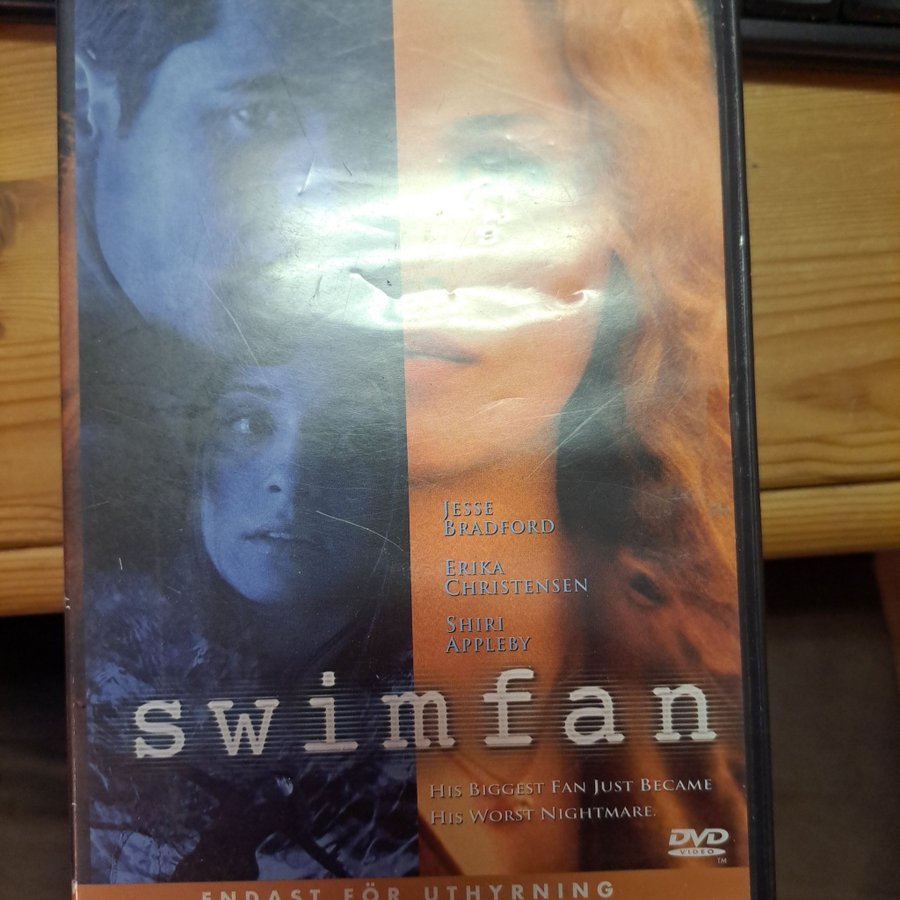 JESSE
BRADFORD
ERIKA
CHRISTENSEN
SHIRI
APPLEBY
swimfan
HIS BIGGEST FAN JUST BECAME
HIS WORST NIGHTMARE.
DVD
VIDEO
TM
ENDAST FÖR UTHYRNING